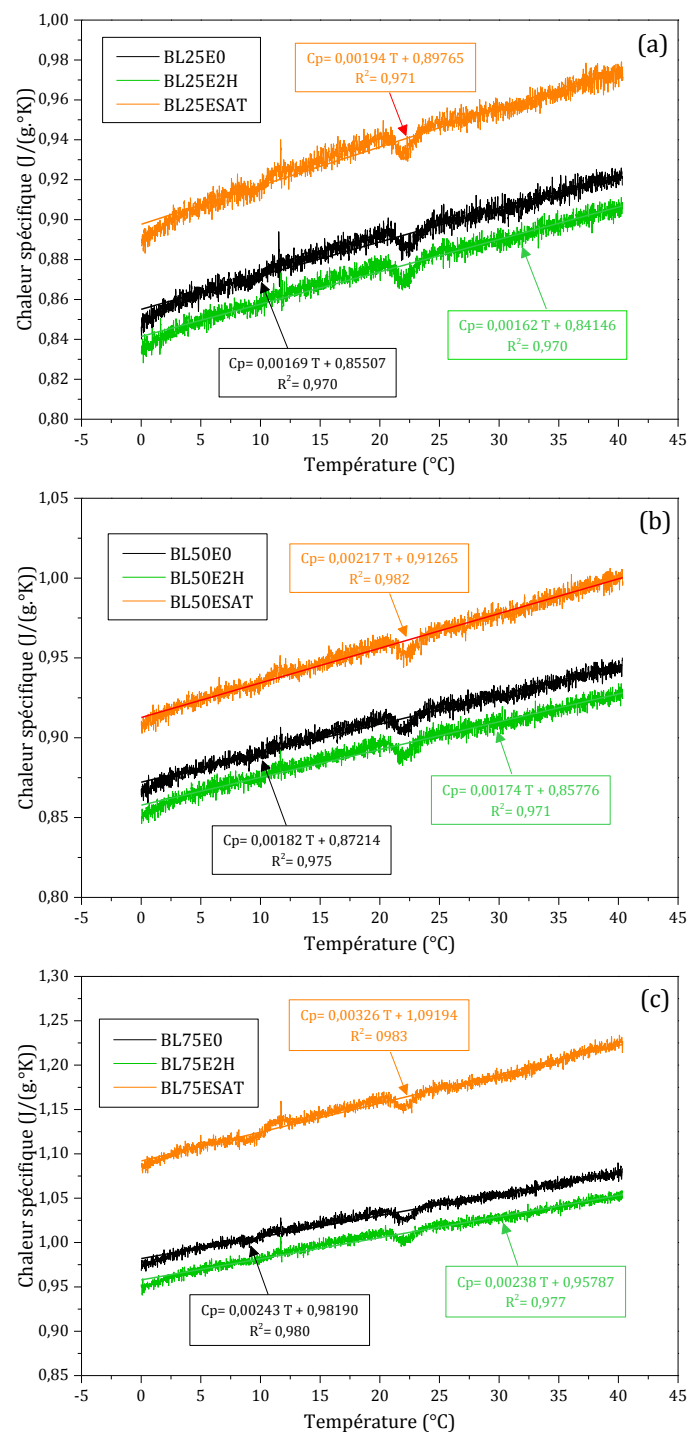 (a)
BL25E0
BL25E2H
BL25ESAT
Cp= 0,00194 T + 0,89765
R²= 0,971
Cp= 0,00162 T + 0,84146
R²= 0,970
Cp= 0,00169 T + 0,85507
R²= 0,970
1,00
0,98
0,96
0,94
0,92
0,90
0,88
0,86
0,84
0,82
0,80
Chaleur spécifique (J/(g.°K))
-5 0 5 10 15 20 25 30 35 40 45
Température (°C)
(b)
BL50E0
BL50E2H
BL50ESAT
Cp= 0,00217 T + 0,91265
R²= 0,982
Cp= 0,00174 T + 0,85776
R²= 0,971
Cp= 0,00182 T + 0,87214
R²= 0,975
1,05
1,00
0,95
0,90
0,85
0,80
Chaleur spécifique (J/(g.°K))
-5 0 5 10 15 20 25 30 35 40 45
Température (°C)
(c)
BL75E0
BL75E2H
BL75ESAT
Cp= 0,00326 T + 1,09194
R²= 0983
Cp= 0,00238 T + 0,95787
R²= 0,977
Cp= 0,00243 T + 0,98190
R²= 0,980
1,30
1,25
1,20
1,15
1,10
1,05
1,00
0,95
0,90
0,85
Chaleur spécifique (J/(g.°K))
-5 0 5 10 15 20 25 30 35 40 45
Température (°C)